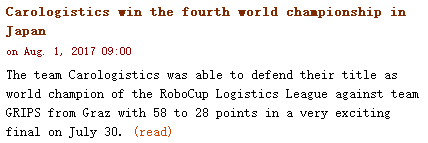 Carologistics win the fourth world championship in
Japan
on Aug. 1, 2017 09:00
The team Carologistics was able to defend their title as
world champion of the RoboCup Logistics League against team
GRIPS from Graz with 58 to 28 points in a very exciting
final on July 30. (read)